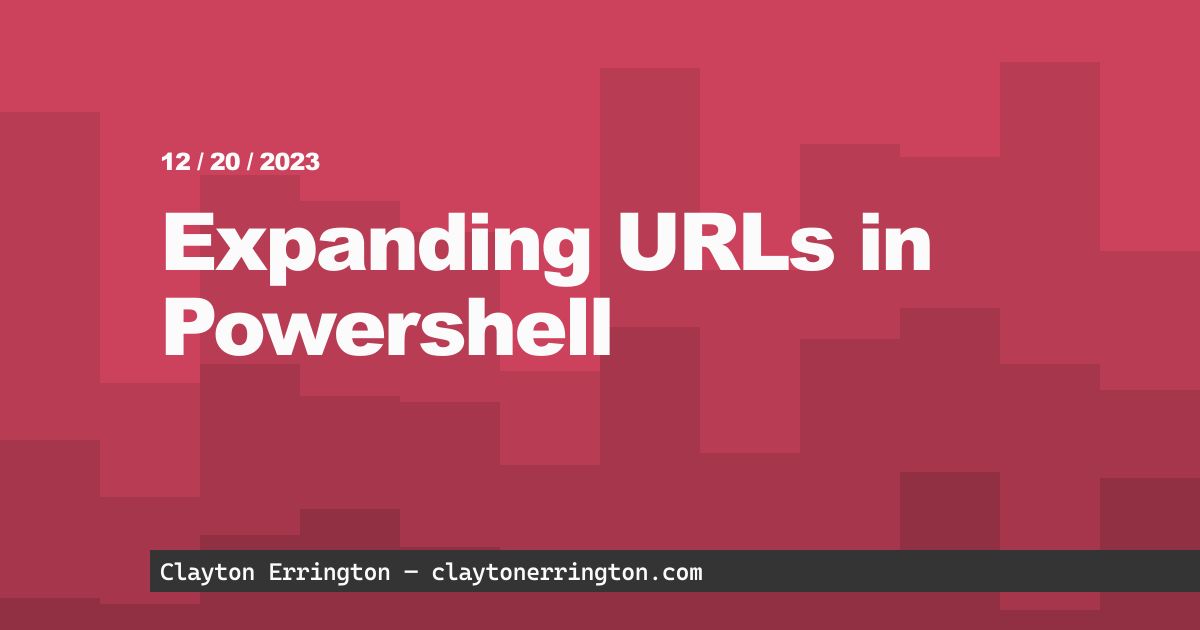 12 / 20 / 2023
Expanding URLs in
Powershell
Clayton Errington — claytonerrington.com